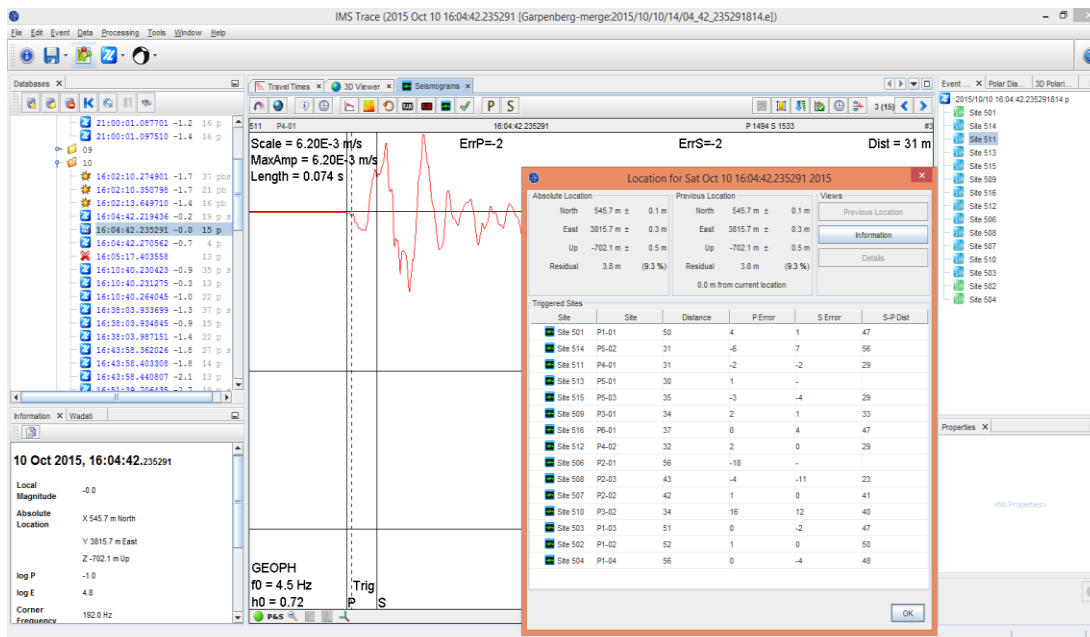 IMS Trace (2015 Oct 10 16:04:42.235291 [Garpenberg-merge:2015/10/10/14/04_42_235291814.e])
File Edit Event Data Processing Tools Window Help
Databases
21:00:01.087701 -1.2 16 p
21:00:01.097510 -1.4 16 p
09
10
16:02:10.274901 -1.7 37 pbs
16:02:10.350798 -1.7 21 pb
16:02:13.649710 -1.4 16 pb
16:04:42.219436 -0.2 19 p s
16:04:42.235291 -0.0 15 p
16:04:42.270562 -0.7 4 p
16:05:17.403558 13 p
16:10:40.230423 -0.9 35 p s
16:10:40.231275 -0.3 13 p
16:10:40.264045 -1.0 22 p
16:38:03.933699 -1.3 37 p s
16:38:03.934845 -0.9 15 p
16:38:03.987151 -1.4 22 p
16:43:58.362026 -1.8 27 p s
16:43:58.403308 -1.8 14 p
16:43:58.440807 -2.1 13 p
Information Wadati
10 Oct 2015, 16:04:42.235291
Local Magnitude -0.0
Absolute Location X 545.7 m North
Y 3815.7 m East
Z -702.1 m Up
log P -1.0
log E 4.8
Corner Frequency 192.0 Hz
Travel Times 3D Viewer Seismograms
P S
3 (15)
511 P4-01 16:04:42.235291 P 1494 S 1533 #3
Scale = 6.20E-3 m/s ErrP=-2 ErrS=-2 Dist = 31 m
MaxAmp = 6.20E-3 m/s
Length = 0.074 s
GEOPH
f0 = 4.5 Hz Trig
h0 = 0.72 P S
P&S
Location for Sat Oct 10 16:04:42.235291 2015
Absolute Location Previous Location Views
North 545.7 m ± 0.1 m North 545.7 m ± 0.1 m Previous Location
East 3815.7 m ± 0.3 m East 3815.7 m ± 0.3 m Information
Up -702.1 m ± 0.5 m Up -702.1 m ± 0.5 m Details
Residual 3.8 m (9.3 %) Residual 3.8 m (9.3 %)
0.0 m from current location
Triggered Sites
Site Site Distance P Error S Error S-P Dist
Site 501 P1-01 50 4 1 47
Site 514 P5-02 31 -6 7 56
Site 511 P4-01 31 -2 -2 29
Site 513 P5-01 30 1 -
Site 515 P5-03 35 -3 -4 29
Site 509 P3-01 34 2 1 33
Site 516 P6-01 37 0 4 47
Site 512 P4-02 32 2 0 29
Site 506 P2-01 56 -18 -
Site 508 P2-03 43 -4 -11 23
Site 507 P2-02 42 1 0 41
Site 510 P3-02 34 16 12 40
Site 503 P1-03 51 0 -2 47
Site 502 P1-02 52 1 0 50
Site 504 P1-04 56 0 -4 48
OK
Event ... Polar Dia... 3D Polari...
2015/10/10 16:04:42.235291814 p
Site 501
Site 514
Site 511
Site 513
Site 515
Site 509
Site 516
Site 512
Site 506
Site 508
Site 507
Site 510
Site 503
Site 502
Site 504
Properties
<No Properties>